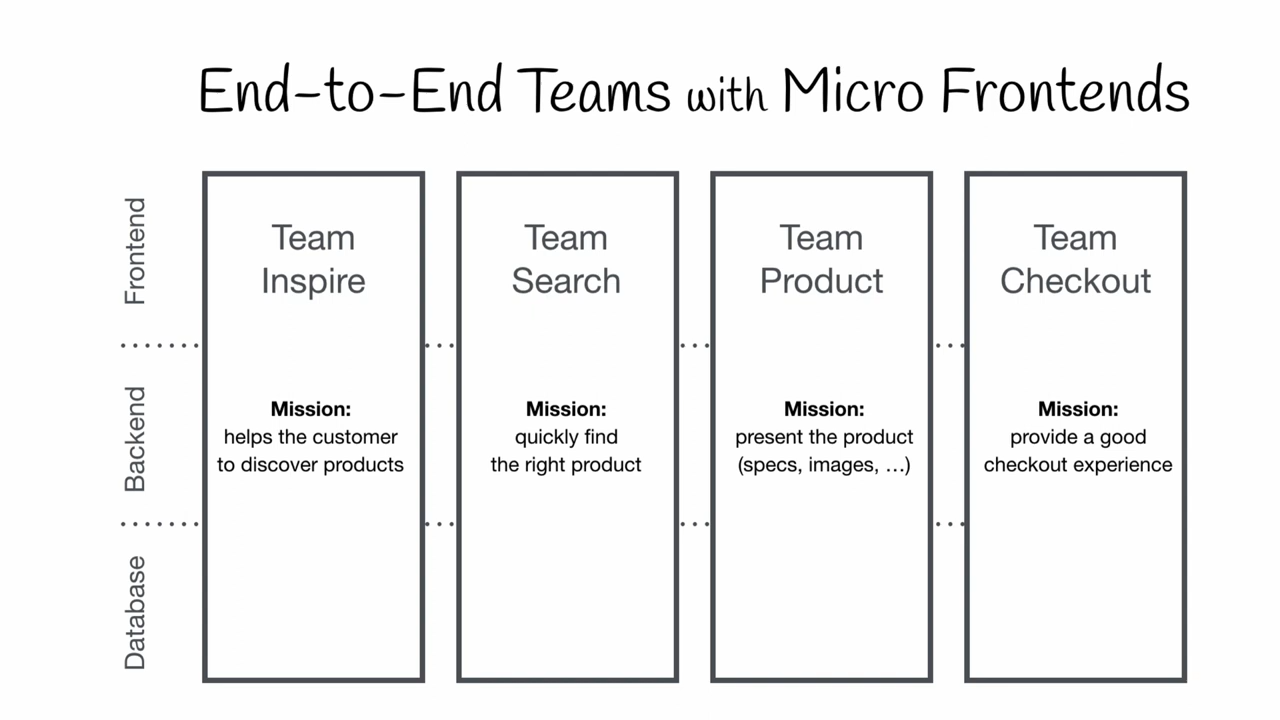 End-to-End Teams with Micro Frontends
Frontend
Backend
Database
Team
Inspire
Mission:
helps the customer
to discover products
Team
Search
Mission:
quickly find
the right product
Team
Product
Mission:
present the product
(specs, images, …)
Team
Checkout
Mission:
provide a good
checkout experience